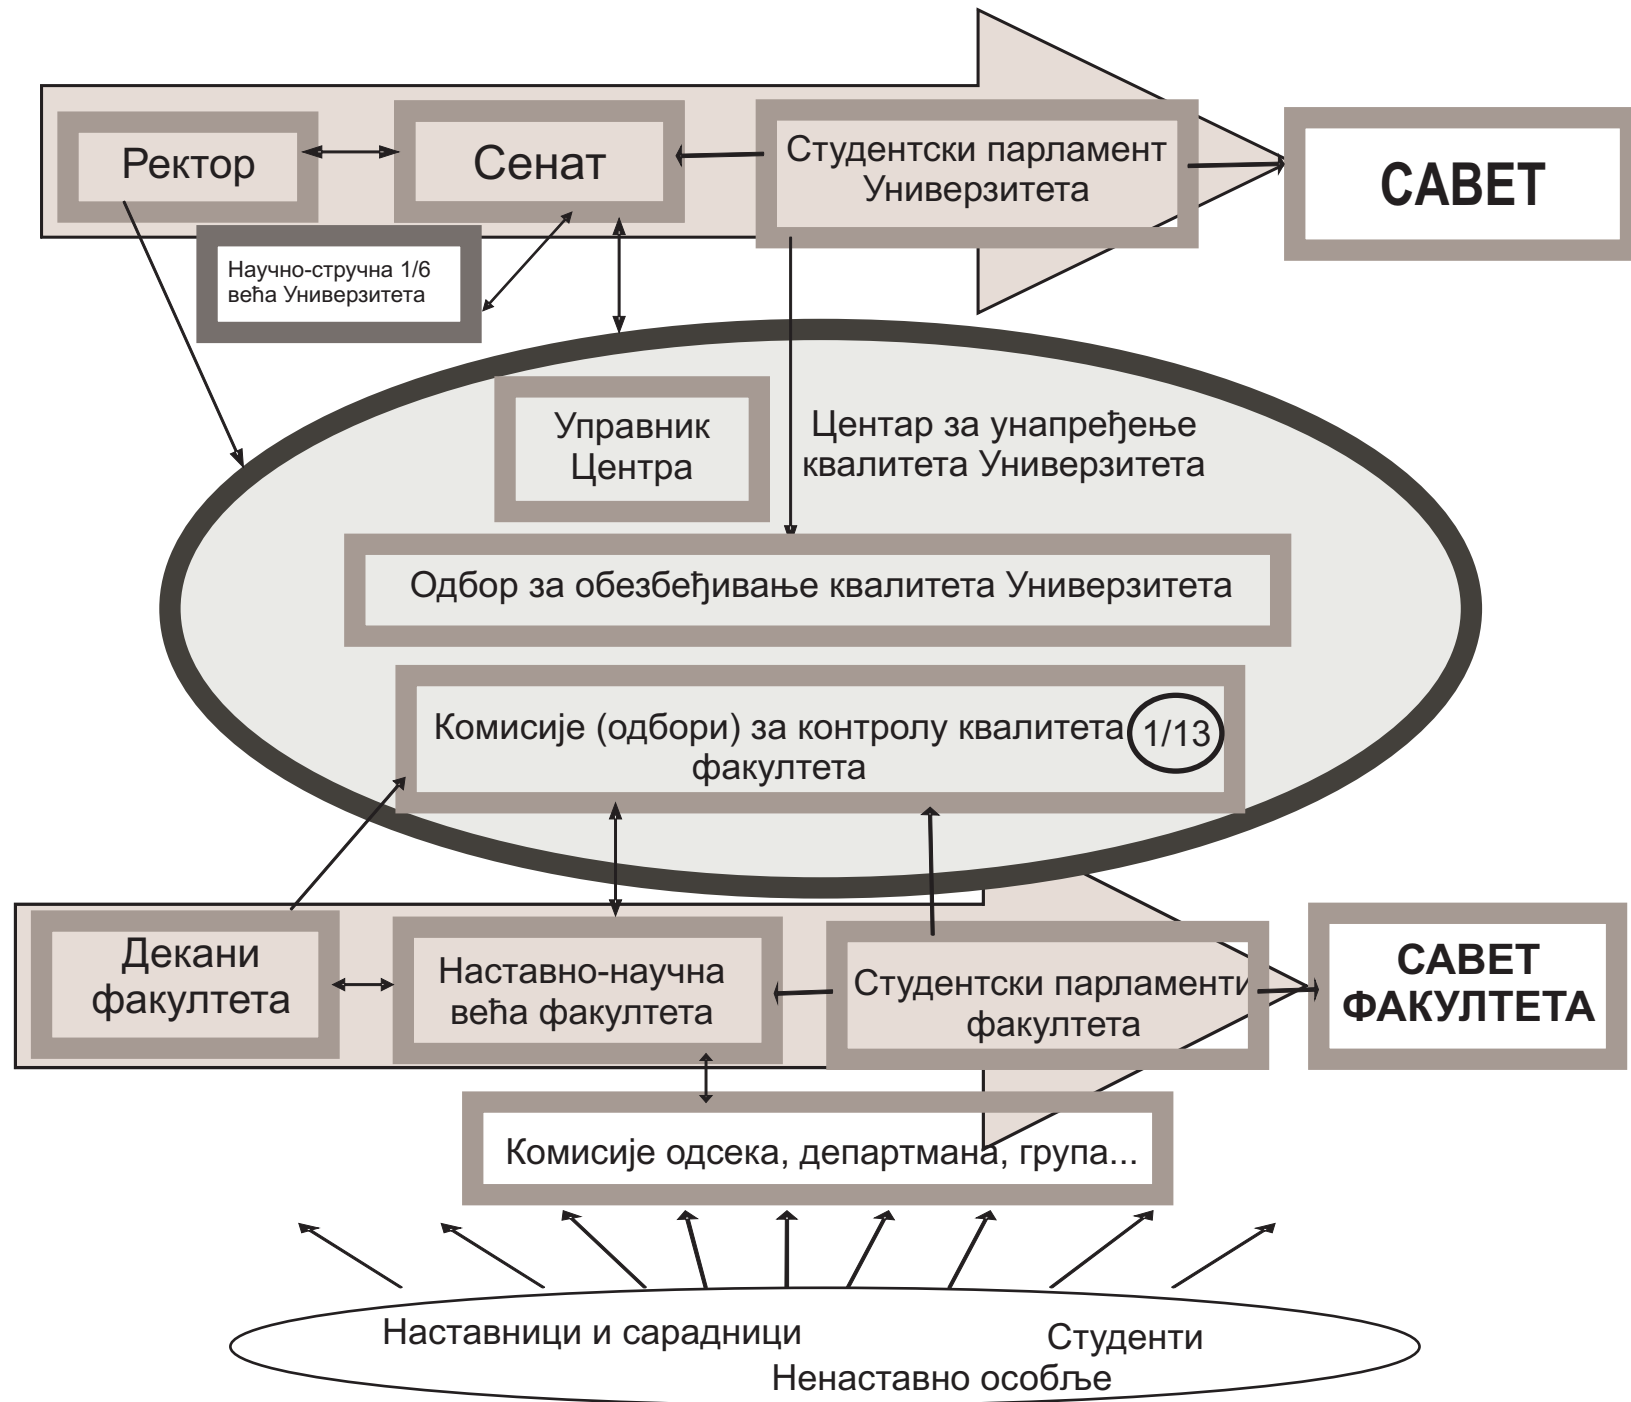 Ректор
Сенат
Студентски парламент
Универзитета
САВЕТ
Научно-стручна 1/6
већа Универзитета
Управник
Центра
Центар за унапређење
квалитета Универзитета
Одбор за обезбеђивање квалитета Универзитета
Комисије (одбори) за контролу квалитета
факултета
1/13
Декани
факултета
Наставно-научна
већа факултета
Студентски парламенти
факултета
САВЕТ
ФАКУЛТЕТА
Комисије одсека, департмана, група...
Наставници и сарадници
Студенти
Ненаставно особље